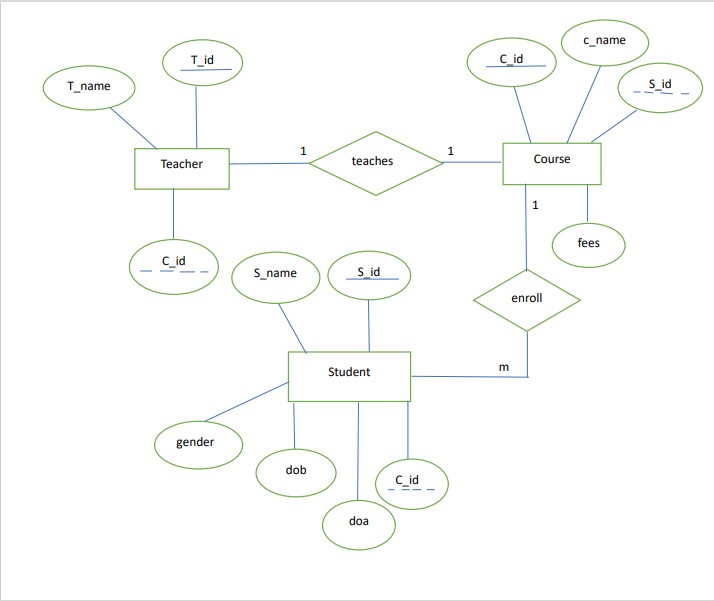 c_name
T_id
C_id
T_name
S_id
Teacher
1
teaches
1
Course
1
C_id
fees
S_name
S_id
enroll
Student
m
gender
dob
C_id
doa